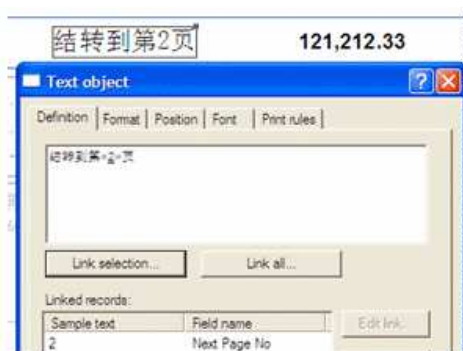 结转到第2页 121,212.33
Text object
Definition Format Position Font Print rules
结转到第«2»页
Link selection... Link all...
Linked records:
Sample text Field name Edit link...
2 Next Page No